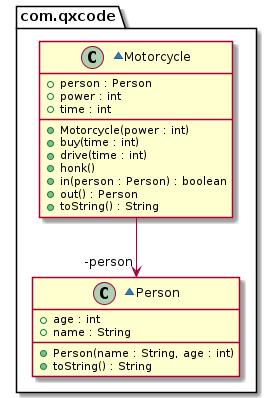 com.qxcode
C Motorcycle
person : Person
power : int
time : int
Motorcycle(power : int)
buy(time : int)
drive(time : int)
honk()
in(person : Person) : boolean
out() : Person
toString() : String
-person
C Person
age : int
name : String
Person(name : String, age : int)
toString() : String